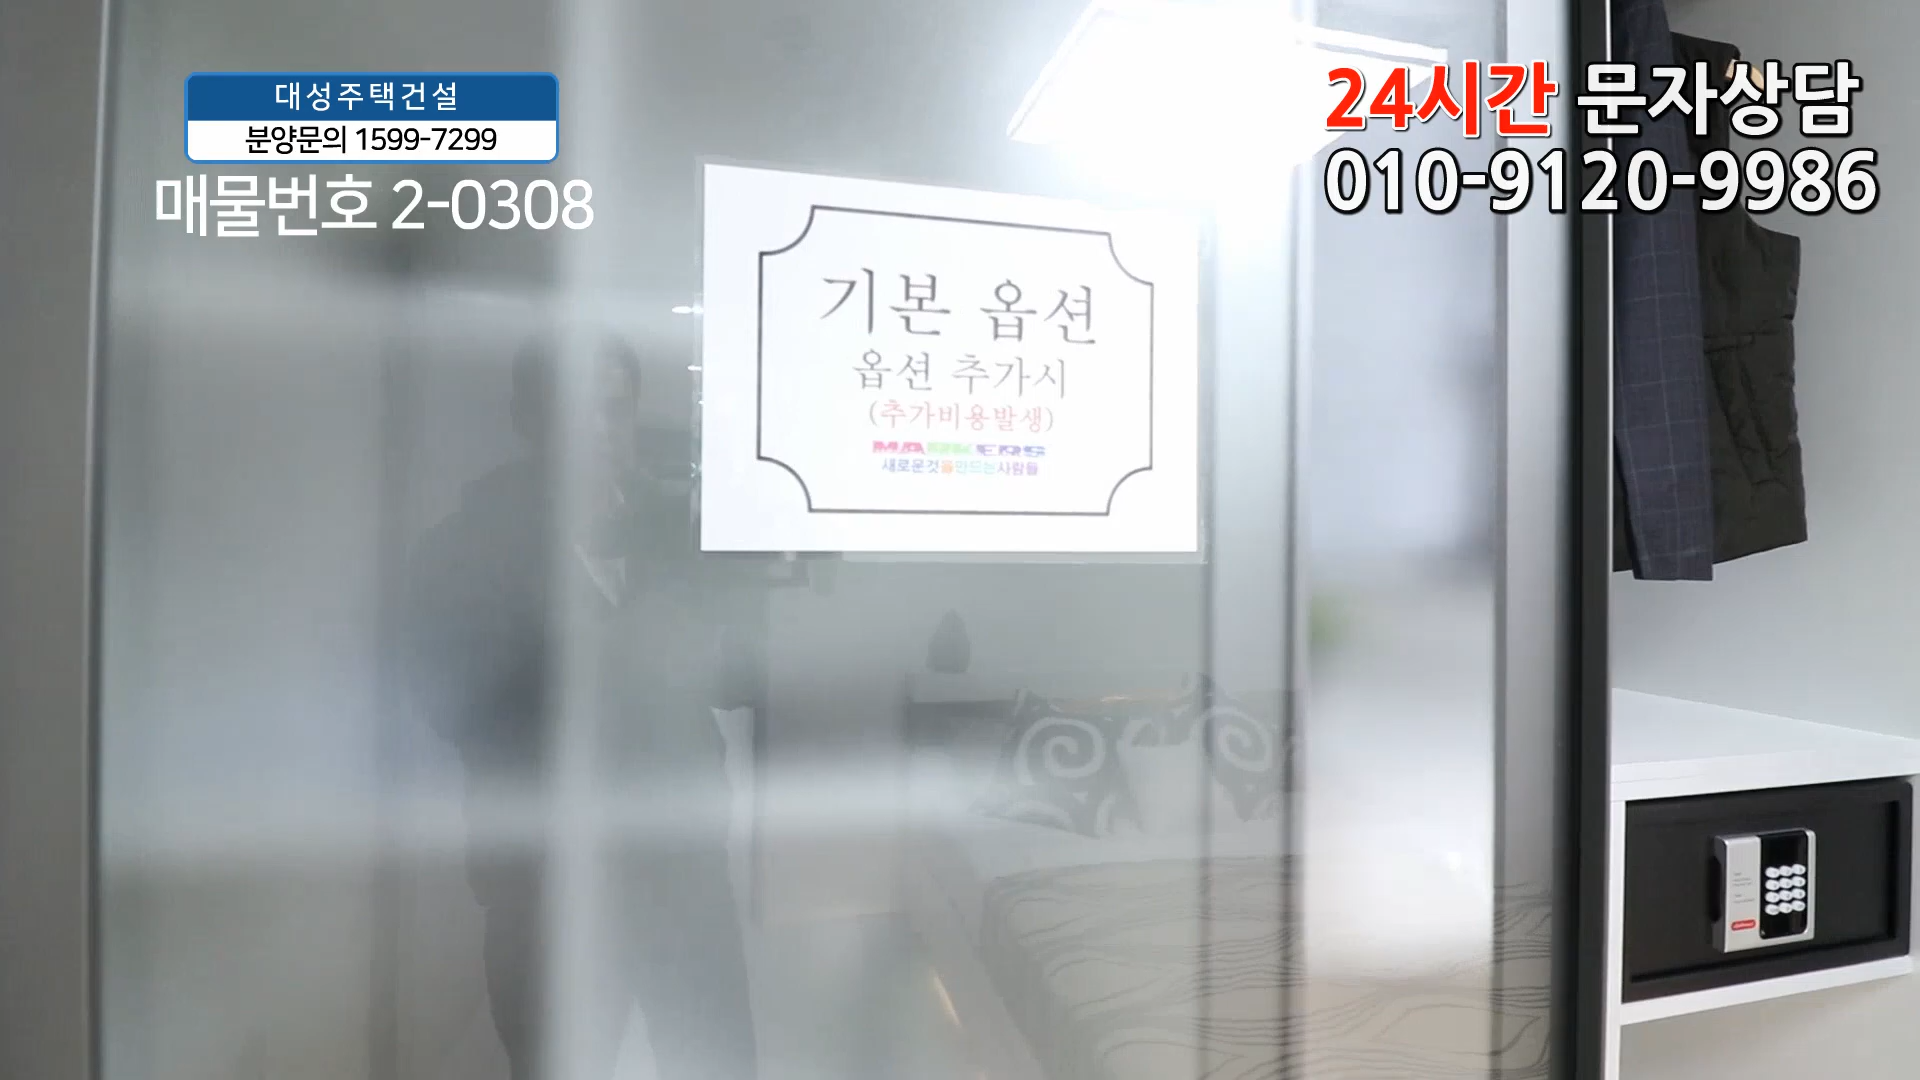 대성주택건설
분양문의 1599-7299
매물번호 2-0308
24시간 문자상담
010-9120-9986
기본 옵션
옵션 추가시
(추가비용발생)
새로운것을만드는사람들